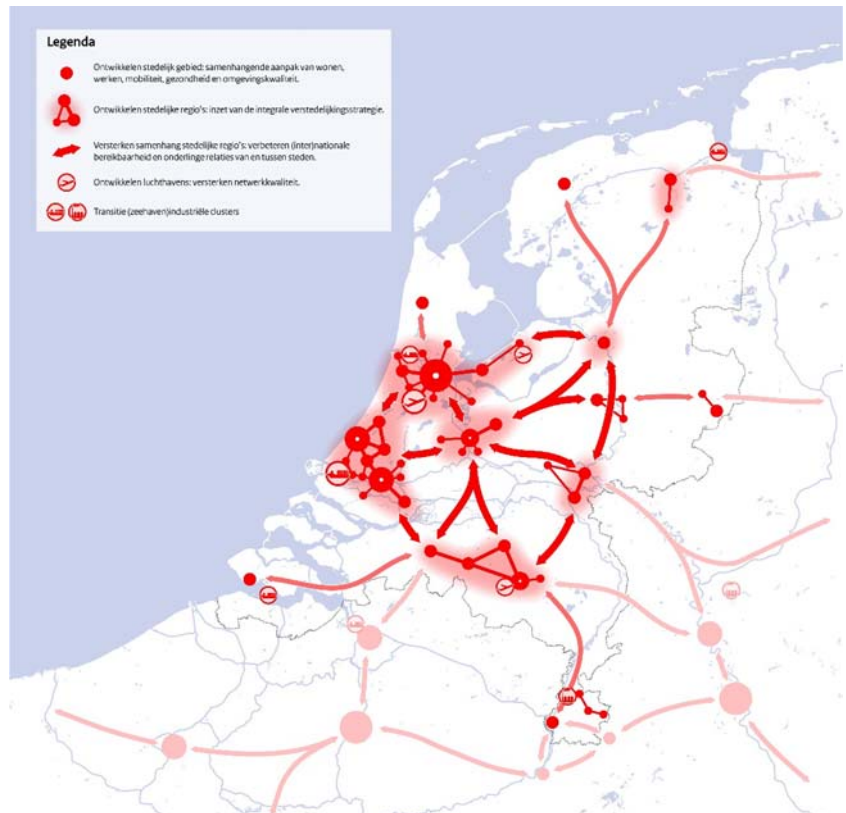 Legenda
Ontwikkelen stedelijk gebied: samenhangende aanpak van wonen,
werken, mobiliteit, gezondheid en omgevingskwaliteit.
Ontwikkelen stedelijke regio's: inzet van de integrale verstedelijkingsstrategie.
Versterken samenhang stedelijke regio's: verbeteren (inter)nationale
bereikbaarheid en onderlinge relaties van en tussen steden.
Ontwikkelen luchthavens: versterken netwerkkwaliteit.
Transitie (zeehaven)industriële clusters